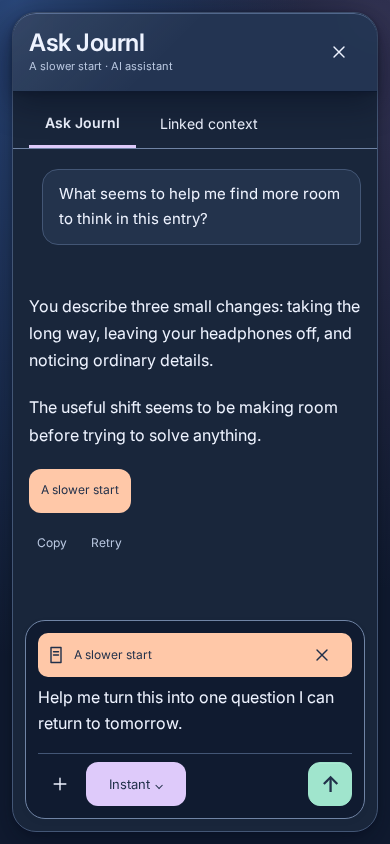 Ask Journl
A slower start · AI assistant
Ask Journl
Linked context
What seems to help me find more room
to think in this entry?
You describe three small changes: taking the
long way, leaving your headphones off, and
noticing ordinary details.
The useful shift seems to be making room
before trying to solve anything.
A slower start
Copy
Retry
A slower start
Help me turn this into one question I can
return to tomorrow.
Instant